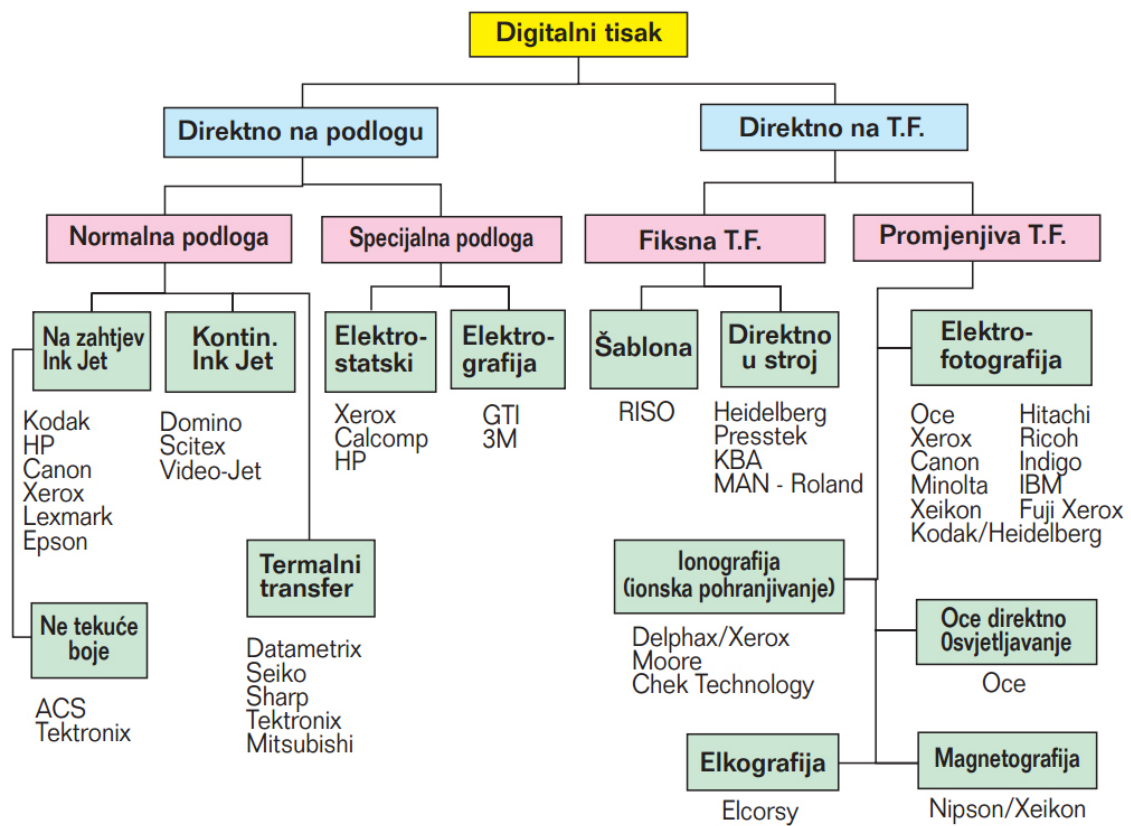 Digitalni tisak
Direktno na podlogu
Direktno na T.F.
Normalna podloga
Specijalna podloga
Fiksna T.F.
Promjenjiva T.F.
Na zahtjev
Ink Jet
Kodak
HP
Canon
Xerox
Lexmark
Epson
Kontin.
Ink Jet
Domino
Scitex
Video-Jet
Elektro-
statski
Xerox
Calcomp
HP
Elektro-
grafija
GTI
3M
Šablona
RISO
Direktno
u stroj
Heidelberg
Presstek
KBA
MAN - Roland
Elektro-
fotografija
Oce Hitachi
Xerox Ricoh
Canon Indigo
Minolta IBM
Xeikon Fuji Xerox
Kodak/Heidelberg
Ne tekuće
boje
ACS
Tektronix
Termalni
transfer
Datametrix
Seiko
Sharp
Tektronix
Mitsubishi
Ionografija
(ionska pohranjivanje)
Delphax/Xerox
Moore
Chek Technology
Oce direktno
0svjetljavanje
Oce
Elkografija
Elcorsy
Magnetografija
Nipson/Xeikon